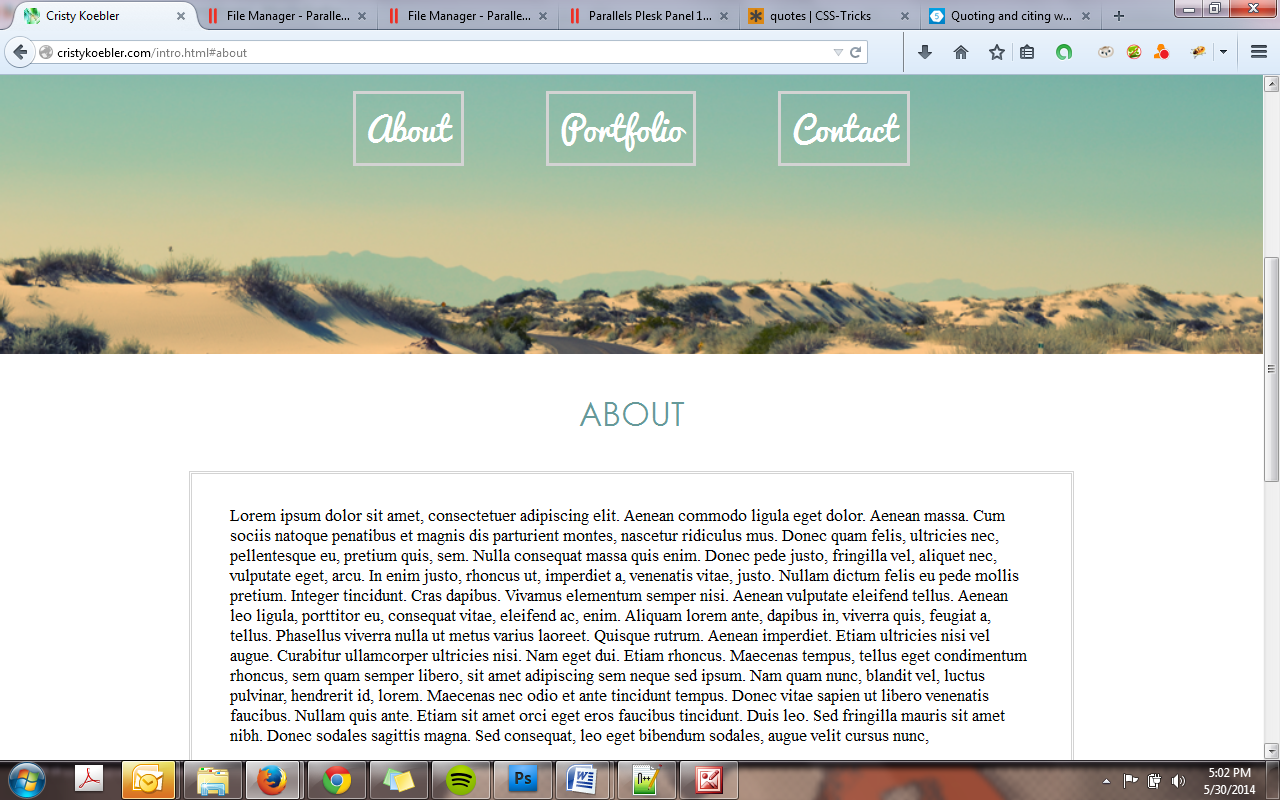 Cristy Koebler
File Manager - Paralle...
File Manager - Paralle...
Parallels Plesk Panel 1...
quotes | CSS-Tricks
Quoting and citing w...
cristykoebler.com/intro.html#about
About
Portfolio
Contact
ABOUT
Lorem ipsum dolor sit amet, consectetuer adipiscing elit. Aenean commodo ligula eget dolor. Aenean massa. Cum
sociis natoque penatibus et magnis dis parturient montes, nascetur ridiculus mus. Donec quam felis, ultricies nec,
pellentesque eu, pretium quis, sem. Nulla consequat massa quis enim. Donec pede justo, fringilla vel, aliquet nec,
vulputate eget, arcu. In enim justo, rhoncus ut, imperdiet a, venenatis vitae, justo. Nullam dictum felis eu pede mollis
pretium. Integer tincidunt. Cras dapibus. Vivamus elementum semper nisi. Aenean vulputate eleifend tellus. Aenean
leo ligula, porttitor eu, consequat vitae, eleifend ac, enim. Aliquam lorem ante, dapibus in, viverra quis, feugiat a,
tellus. Phasellus viverra nulla ut metus varius laoreet. Quisque rutrum. Aenean imperdiet. Etiam ultricies nisi vel
augue. Curabitur ullamcorper ultricies nisi. Nam eget dui. Etiam rhoncus. Maecenas tempus, tellus eget condimentum
rhoncus, sem quam semper libero, sit amet adipiscing sem neque sed ipsum. Nam quam nunc, blandit vel, luctus
pulvinar, hendrerit id, lorem. Maecenas nec odio et ante tincidunt tempus. Donec vitae sapien ut libero venenatis
faucibus. Nullam quis ante. Etiam sit amet orci eget eros faucibus tincidunt. Duis leo. Sed fringilla mauris sit amet
nibh. Donec sodales sagittis magna. Sed consequat, leo eget bibendum sodales, augue velit cursus nunc,
Ps
5:02 PM
5/30/2014